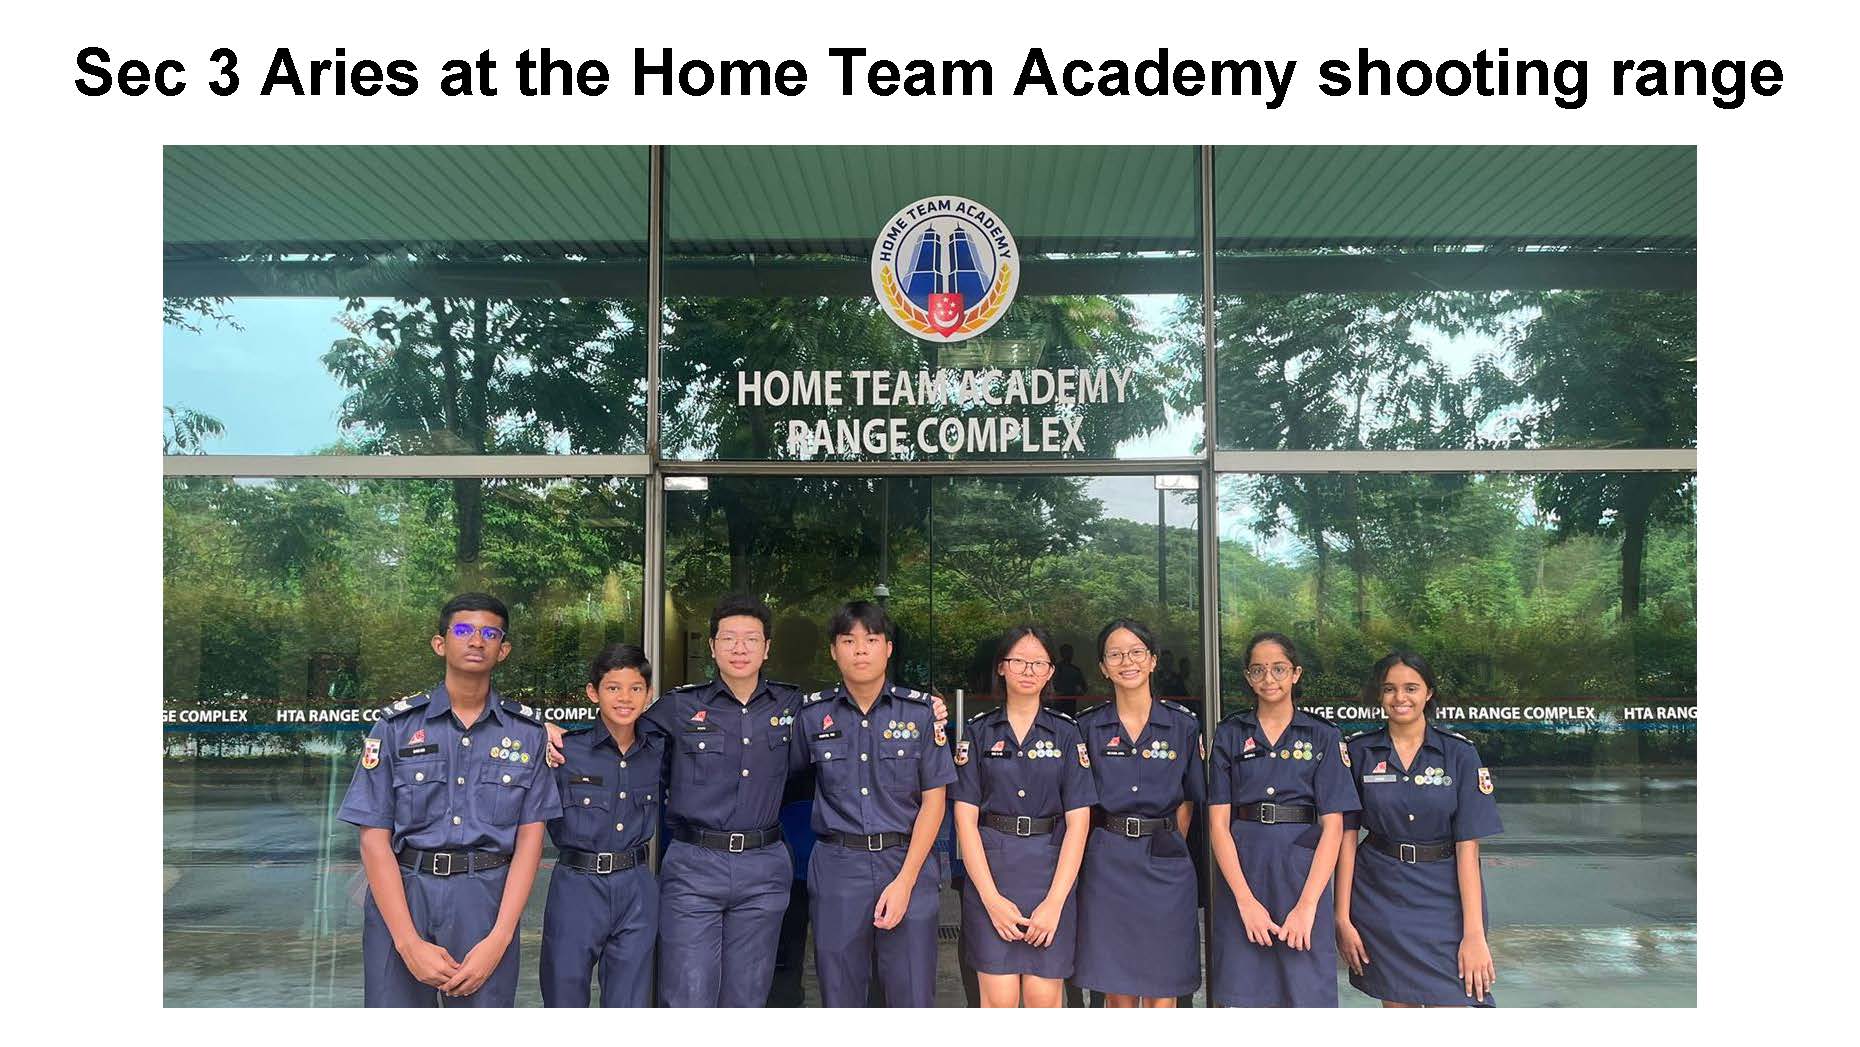 Sec 3 Aries at the Home Team Academy shooting range
HOME TEAM ACADEMY
HOME TEAM ACADEMY
RANGE COMPLEX
GE COMPLEX HTA RANGE CO
COMPL
NGE COMPL HTA RANGE COMPLEX HTA RANG